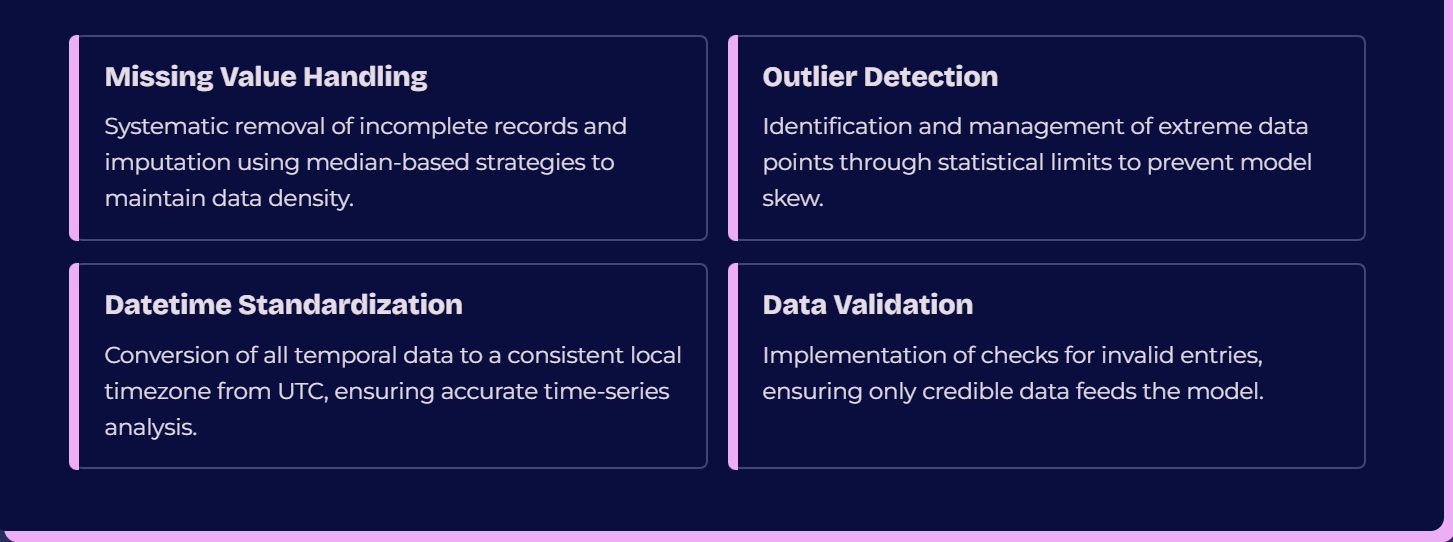 Missing Value Handling
Systematic removal of incomplete records and
imputation using median-based strategies to
maintain data density.
Outlier Detection
Identification and management of extreme data
points through statistical limits to prevent model
skew.
Datetime Standardization
Conversion of all temporal data to a consistent local
timezone from UTC, ensuring accurate time-series
analysis.
Data Validation
Implementation of checks for invalid entries,
ensuring only credible data feeds the model.